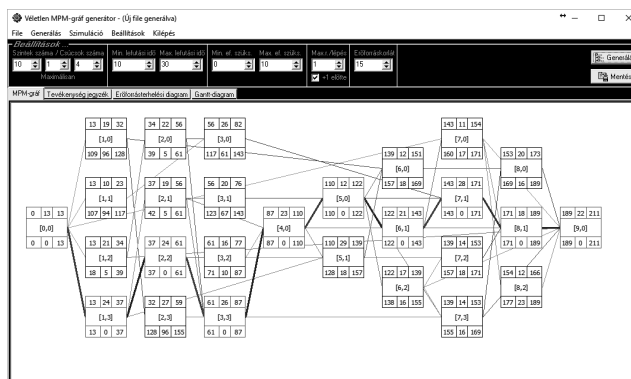 Véletlen MPM-gráf generátor - (Új file generálva)
File Generálás Szimuláció Beállítások Kilépés
Beállítások ...
Szintek száma / Csúcsok száma Min. lefutási idő Max. lefutási idő Min. ef. szüks. Max. ef. szüks. Max.r./lépés Erőforráskorlát
10 1 4 10 30 0 10 1 15
Maximálisan
+1 előtte
Generálá
Mentés
MPM-gráf Tevékenység jegyzék Erőforrásterhelési diagram Gantt-diagram
13 19 32 34 22 56 56 26 82 143 11 154
[1,0] [2,0] [3,0] [7,0]
109 96 128 39 5 61 117 61 143 160 17 171
139 12 151 153 20 173
[6,0] [8,0]
157 18 169 169 16 189
13 10 23 37 19 56 56 20 76 110 12 122 143 28 171
[1,1] [2,1] [3,1] [5,0] [7,1]
107 94 117 42 5 61 123 67 143 110 0 122 143 0 171
0 13 13 87 23 110 122 21 143 171 18 189 189 22 211
[0,0] [4,0] [6,1] [8,1] [9,0]
0 0 13 87 0 110 122 0 143 171 0 189 189 0 211
13 21 34 37 24 61 61 16 77 110 29 139 139 14 153
[1,2] [2,2] [3,2] [5,1] [7,2]
18 5 39 37 0 61 71 10 87 128 18 157 157 18 171
122 17 139 154 12 166
[6,2] [8,2]
138 16 155 177 23 189
13 24 37 32 27 59 61 26 87 139 14 153
[1,3] [2,3] [3,3] [7,3]
13 0 37 128 96 155 61 0 87 155 16 169